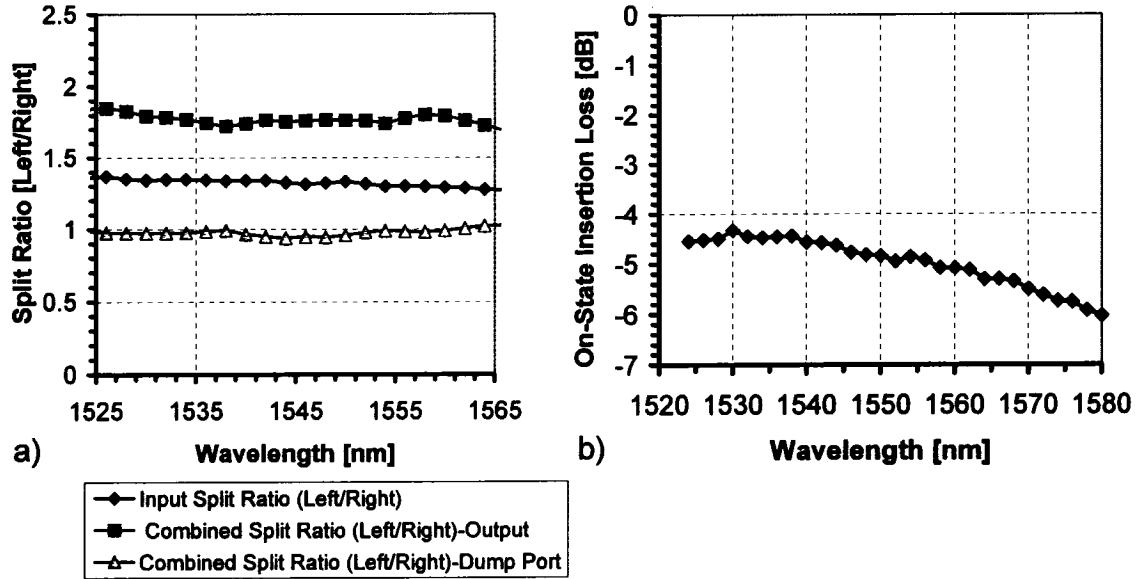 2.5
2
1.5
1
0.5
0
Split Ratio [Left/Right]
1525 1535 1545 1555 1565
Wavelength [nm]
a)
0
-1
-2
-3
-4
-5
-6
-7
On-State Insertion Loss [dB]
1520 1530 1540 1550 1560 1570 1580
Wavelength [nm]
b)
Input Split Ratio (Left/Right)
Combined Split Ratio (Left/Right)-Output
Combined Split Ratio (Left/Right)-Dump Port